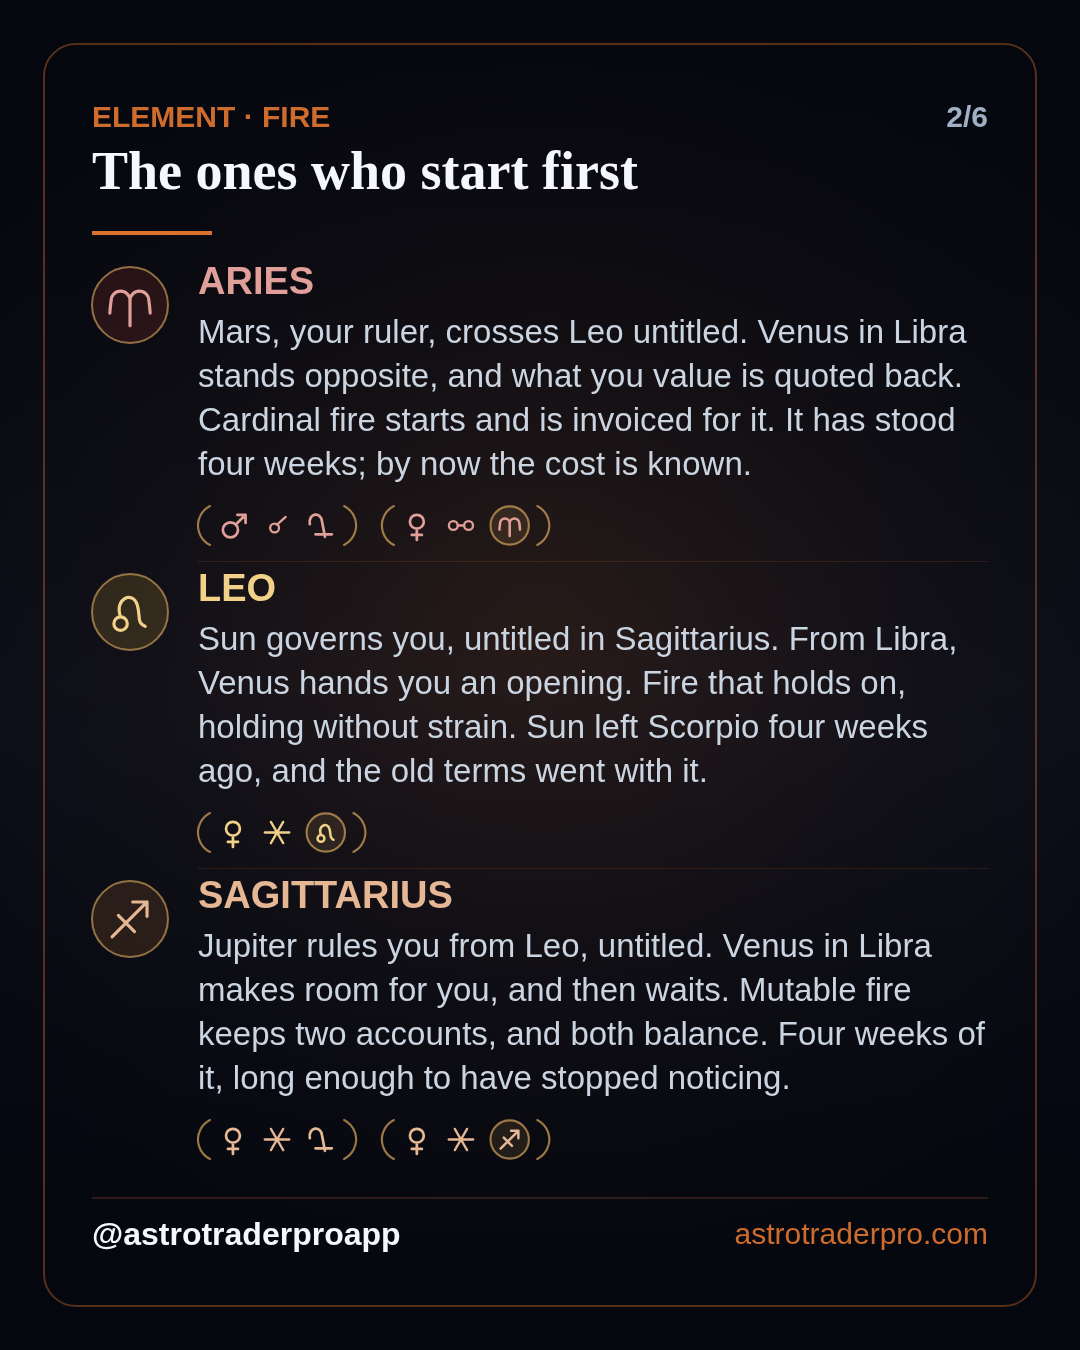 ELEMENT · FIRE
2/6
The ones who start first
ARIES
Mars, your ruler, crosses Leo untitled. Venus in Libra
stands opposite, and what you value is quoted back.
Cardinal fire starts and is invoiced for it. It has stood
four weeks; by now the cost is known.
LEO
Sun governs you, untitled in Sagittarius. From Libra,
Venus hands you an opening. Fire that holds on,
holding without strain. Sun left Scorpio four weeks
ago, and the old terms went with it.
SAGITTARIUS
Jupiter rules you from Leo, untitled. Venus in Libra
makes room for you, and then waits. Mutable fire
keeps two accounts, and both balance. Four weeks of
it, long enough to have stopped noticing.
@astrotraderproapp
astrotraderpro.com